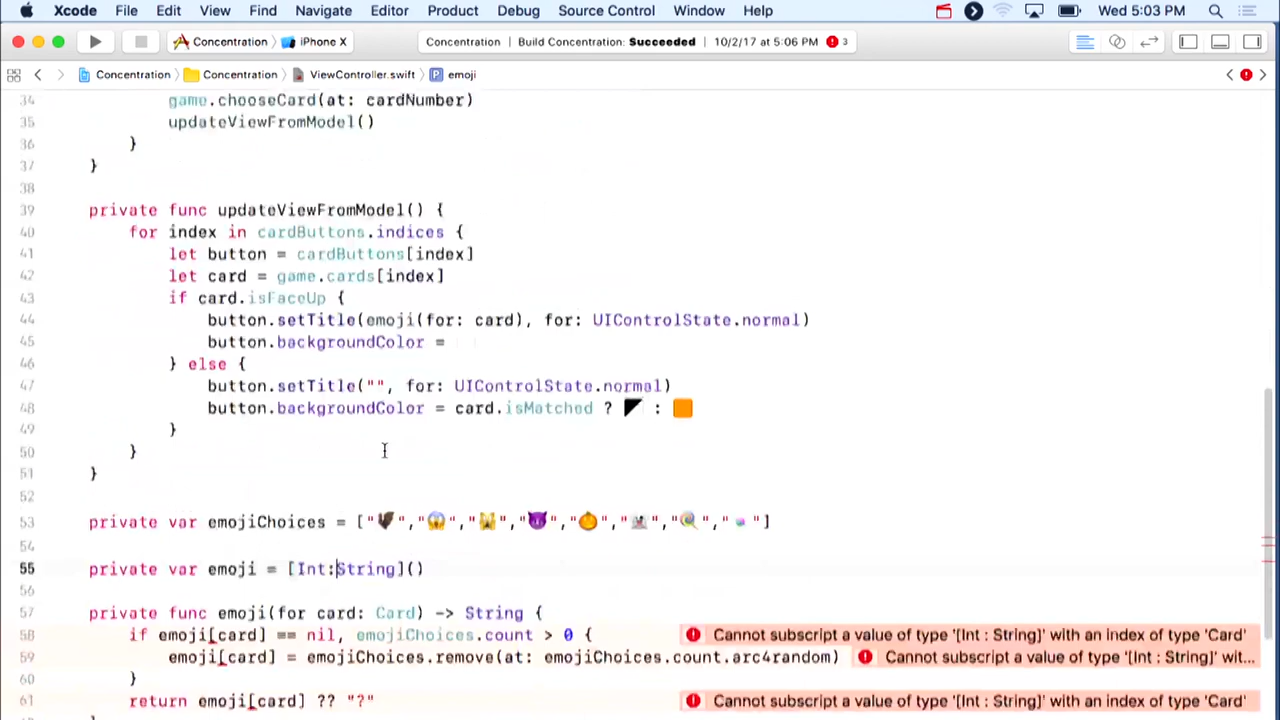 Xcode File Edit View Find Navigate Editor Product Debug Source Control Window Help Wed 5:03 PM
Concentration iPhone X Concentration Build Concentration: Succeeded 10/2/17 at 5:06 PM 3
Concentration Concentration ViewController.swift P emoji
34 game.chooseCard(at: cardNumber)
35 updateViewFromModel()
36 }
37 }
38
39 private func updateViewFromModel() {
40 for index in cardButtons.indices {
41 let button = cardButtons[index]
42 let card = game.cards[index]
43 if card.isFaceUp {
44 button.setTitle(emoji(for: card), for: UIControlState.normal)
45 button.backgroundColor =
46 } else {
47 button.setTitle("", for: UIControlState.normal)
48 button.backgroundColor = card.isMatched ? :
49 }
50 }
51 }
52
53 private var emojiChoices = ["🦇","😱","🙀","😈","🎃","👻","🍭","🍬"]
54
55 private var emoji = [Int:String]()
56
57 private func emoji(for card: Card) -> String {
58 if emoji[card] == nil, emojiChoices.count > 0 { Cannot subscript a value of type '[Int : String]' with an index of type 'Card'
59 emoji[card] = emojiChoices.remove(at: emojiChoices.count.arc4random) Cannot subscript a value of type '[Int : String]' wit...
60 }
61 return emoji[card] ?? "?" Cannot subscript a value of type '[Int : String]' with an index of type 'Card'